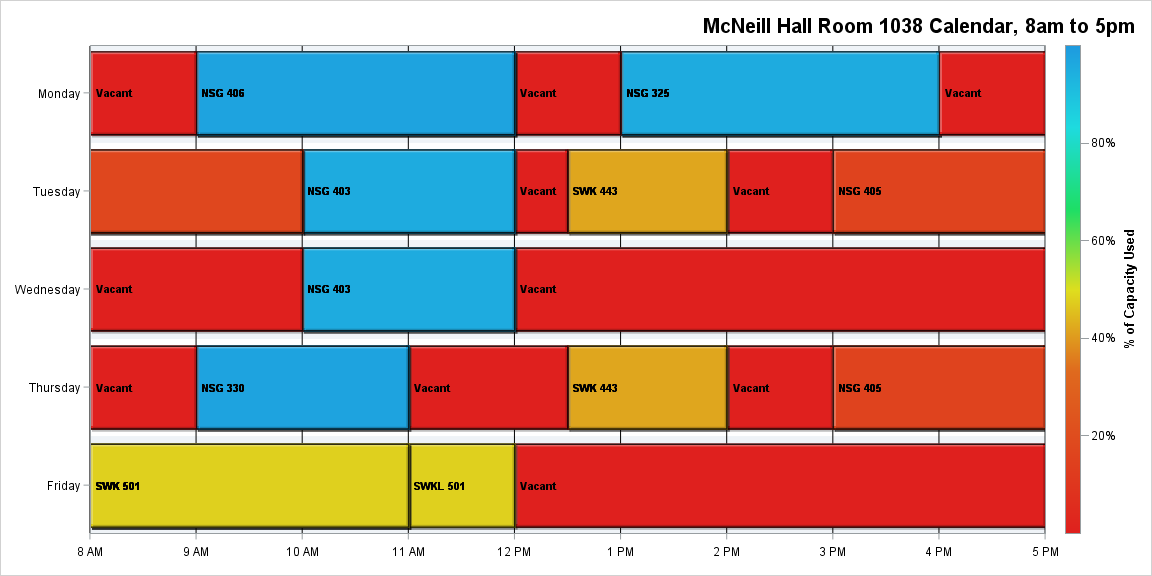 McNeill Hall Room 1038 Calendar, 8am to 5pm
Monday
Vacant
NSG 406
Vacant
NSG 325
Vacant
Tuesday
NSG 403
Vacant
SWK 443
Vacant
NSG 405
Wednesday
Vacant
NSG 403
Vacant
Thursday
Vacant
NSG 330
Vacant
SWK 443
Vacant
NSG 405
Friday
SWK 501
SWKL 501
Vacant
8 AM
9 AM
10 AM
11 AM
12 PM
1 PM
2 PM
3 PM
4 PM
5 PM
80%
60%
40%
20%
% of Capacity Used